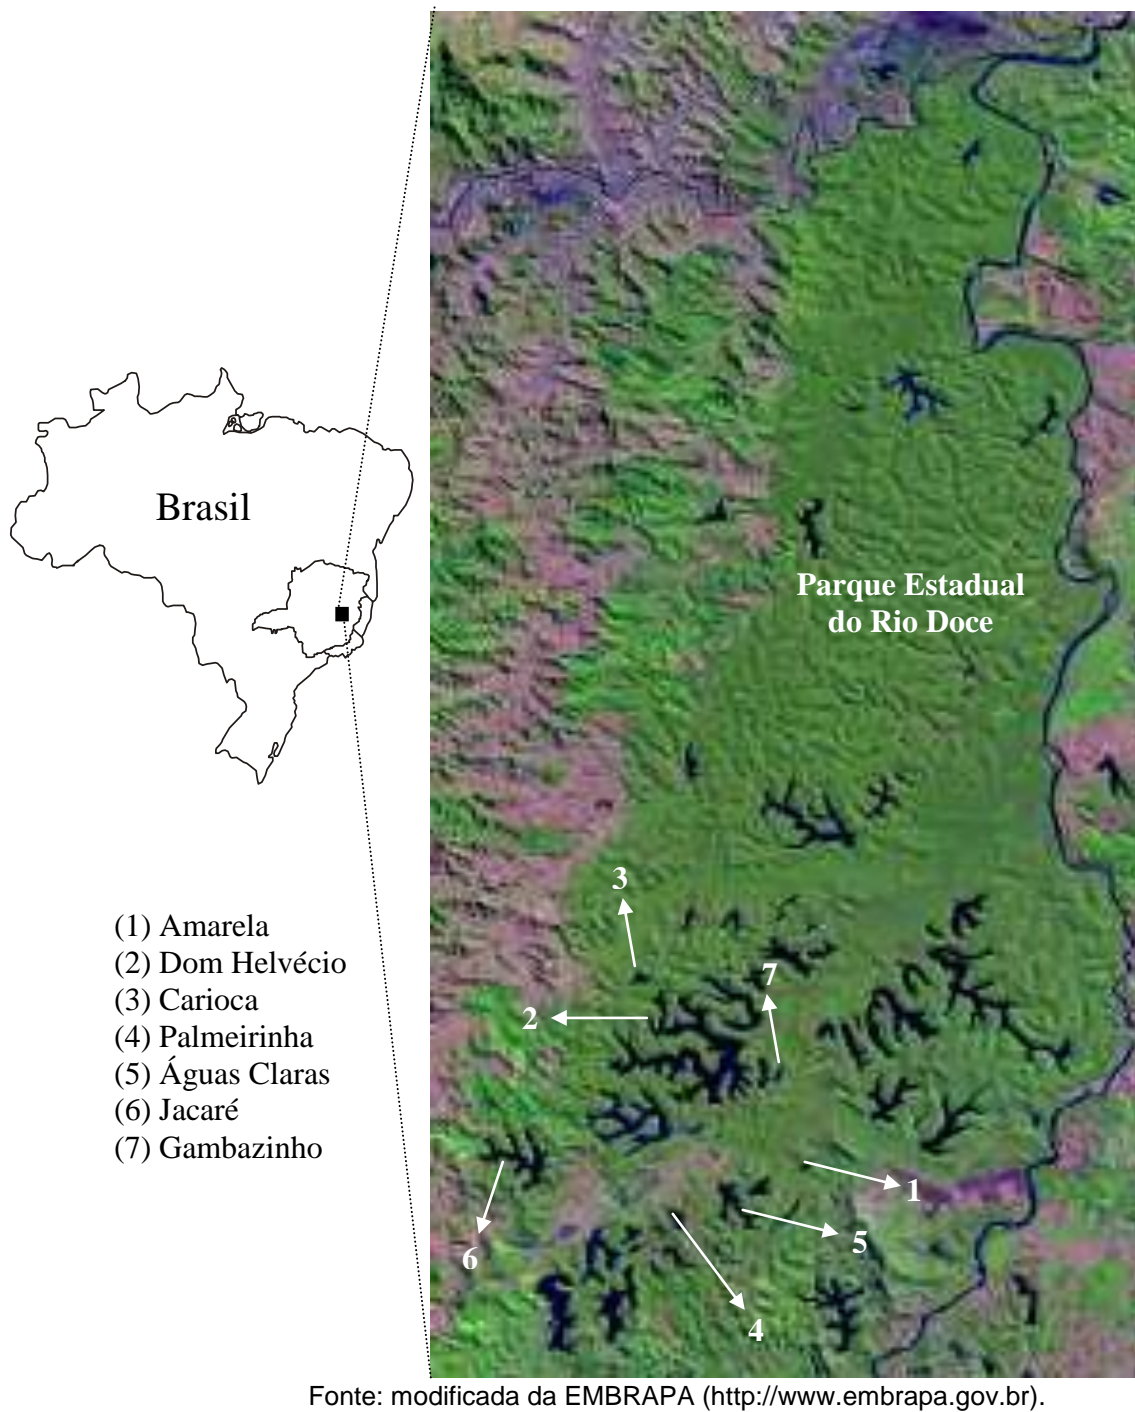 Brasil
Parque Estadual
do Rio Doce
3
(1) Amarela
(2) Dom Helvécio
(3) Carioca
(4) Palmeirinha
(5) Águas Claras
(6) Jacaré
(7) Gambazinho
7
2
1
5
6
4
Fonte: modificada da EMBRAPA (http://www.embrapa.gov.br).